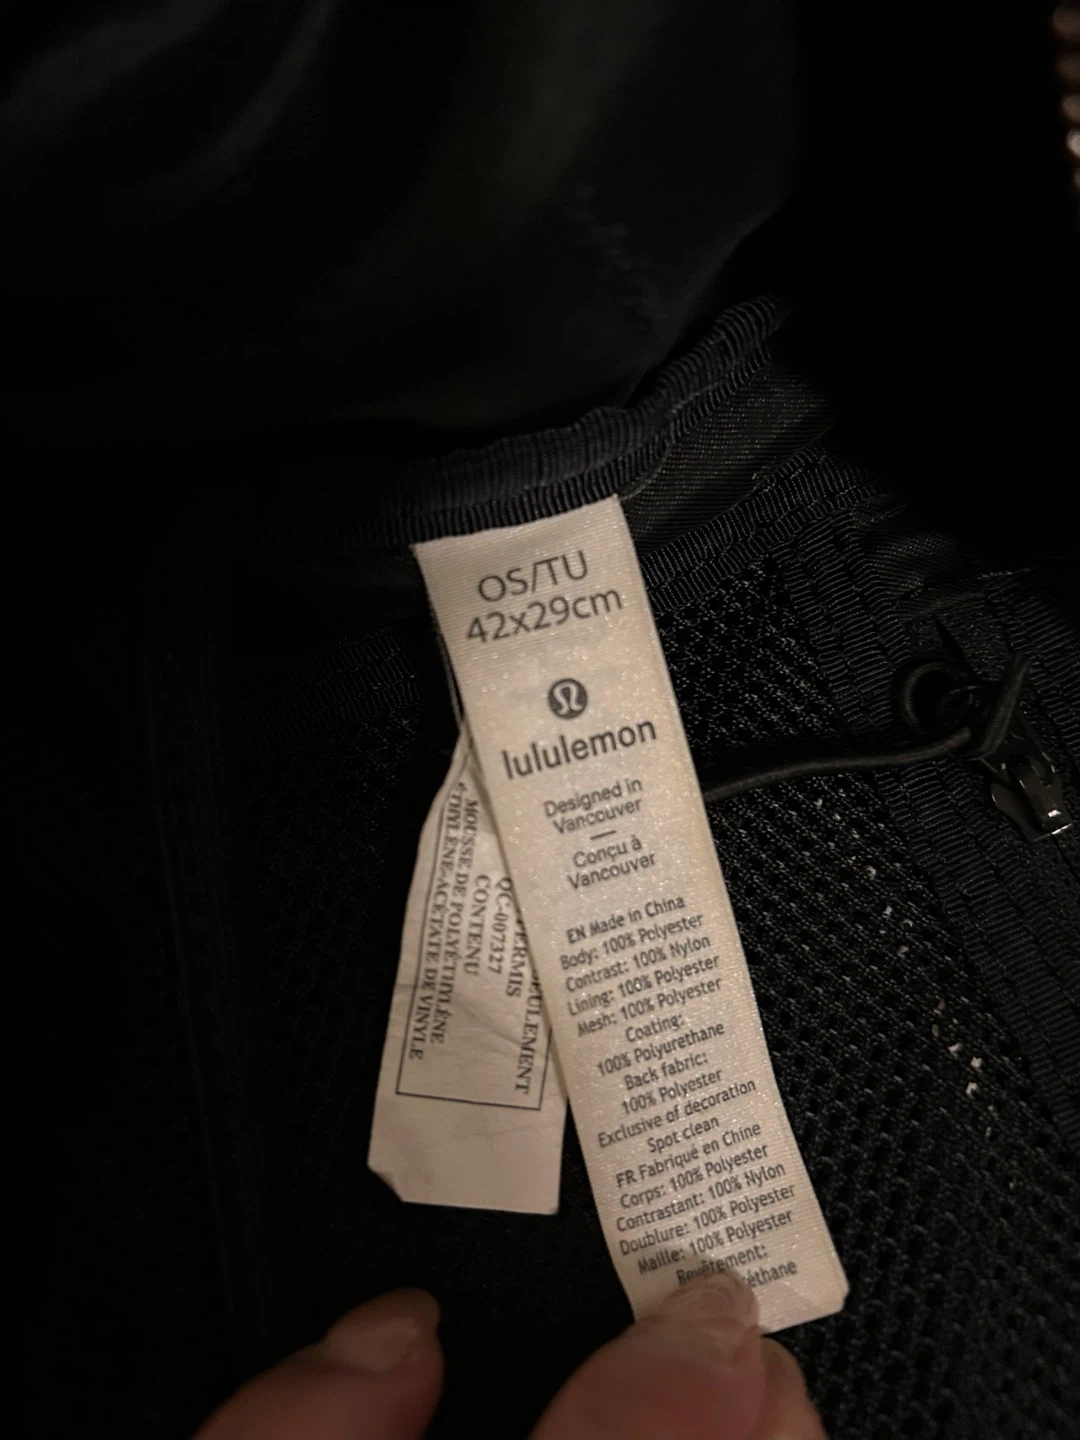 OS/TU
42x29cm
lululemon
Designed in
Vancouver
Conçu à
Vancouver
EN Made in China
Body: 100% Polyester
Contrast: 100% Nylon
Lining: 100% Polyester
Mesh: 100% Polyester
Coating:
100% Polyurethane
Back fabric:
100% Polyester
Exclusive of decoration
Spot clean
FR Fabriqué en Chine
Corps: 100% Polyester
Contrastant: 100% Nylon
Doublure: 100% Polyester
Maille: 100% Polyester
Revêtement:
PERMIS
QC-007327
CONTENU
MOUSSE DE POLYÉTHYLÈNE
ÉTHYLÈNE-ACÉTATE DE VINYLE